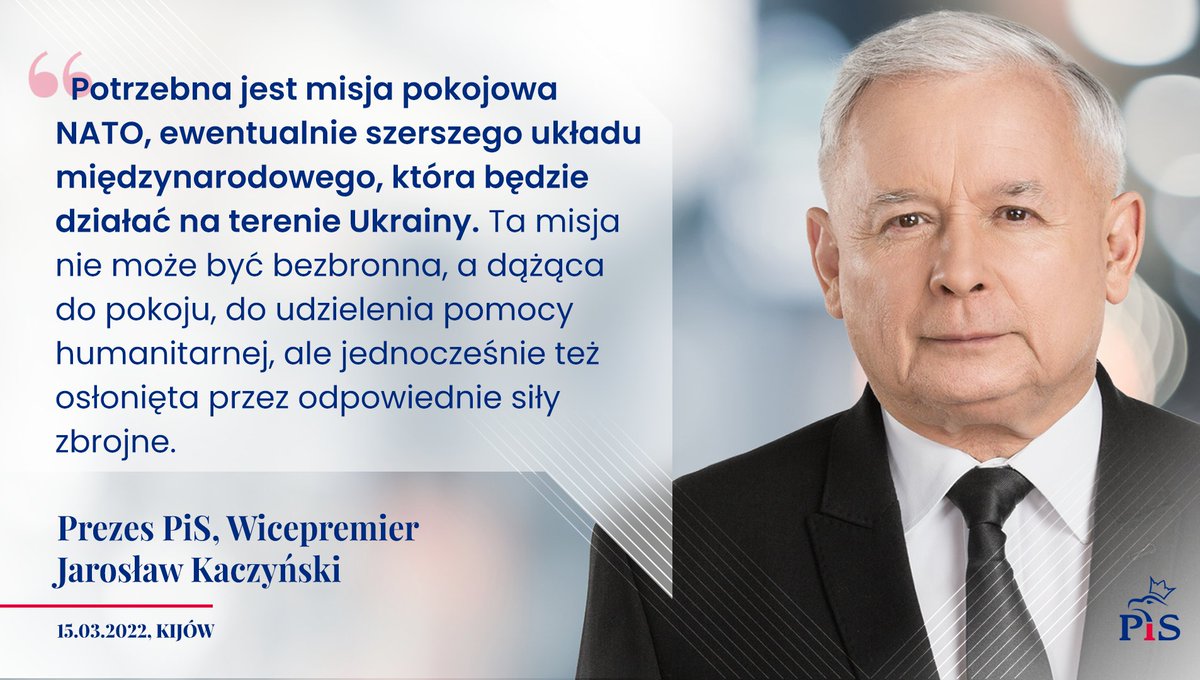 “ Potrzebna jest misja pokojowa
NATO, ewentualnie szerszego układu
międzynarodowego, która będzie
działać na terenie Ukrainy. Ta misja
nie może być bezbronna, a dążąca
do pokoju, do udzielenia pomocy
humanitarnej, ale jednocześnie też
osłonięta przez odpowiednie siły
zbrojne.
Prezes PiS, Wicepremier
Jarosław Kaczyński
15.03.2022, KIJÓW
PiS